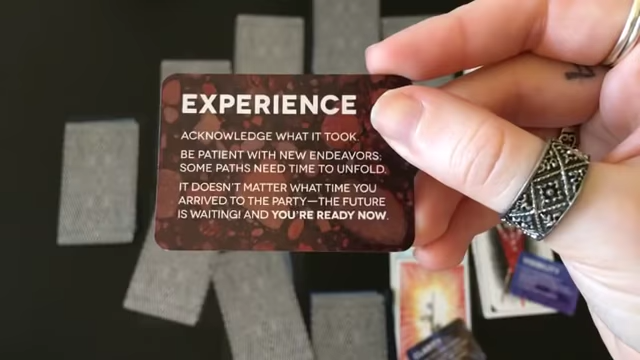 EXPERIENCE
ACKNOWLEDGE WHAT IT TOOK.
BE PATIENT WITH NEW ENDEAVORS;
SOME PATHS NEED TIME TO UNFOLD.
IT DOESN'T MATTER WHAT TIME YOU
ARRIVED TO THE PARTY—THE FUTURE
IS WAITING! AND YOU'RE READY NOW.